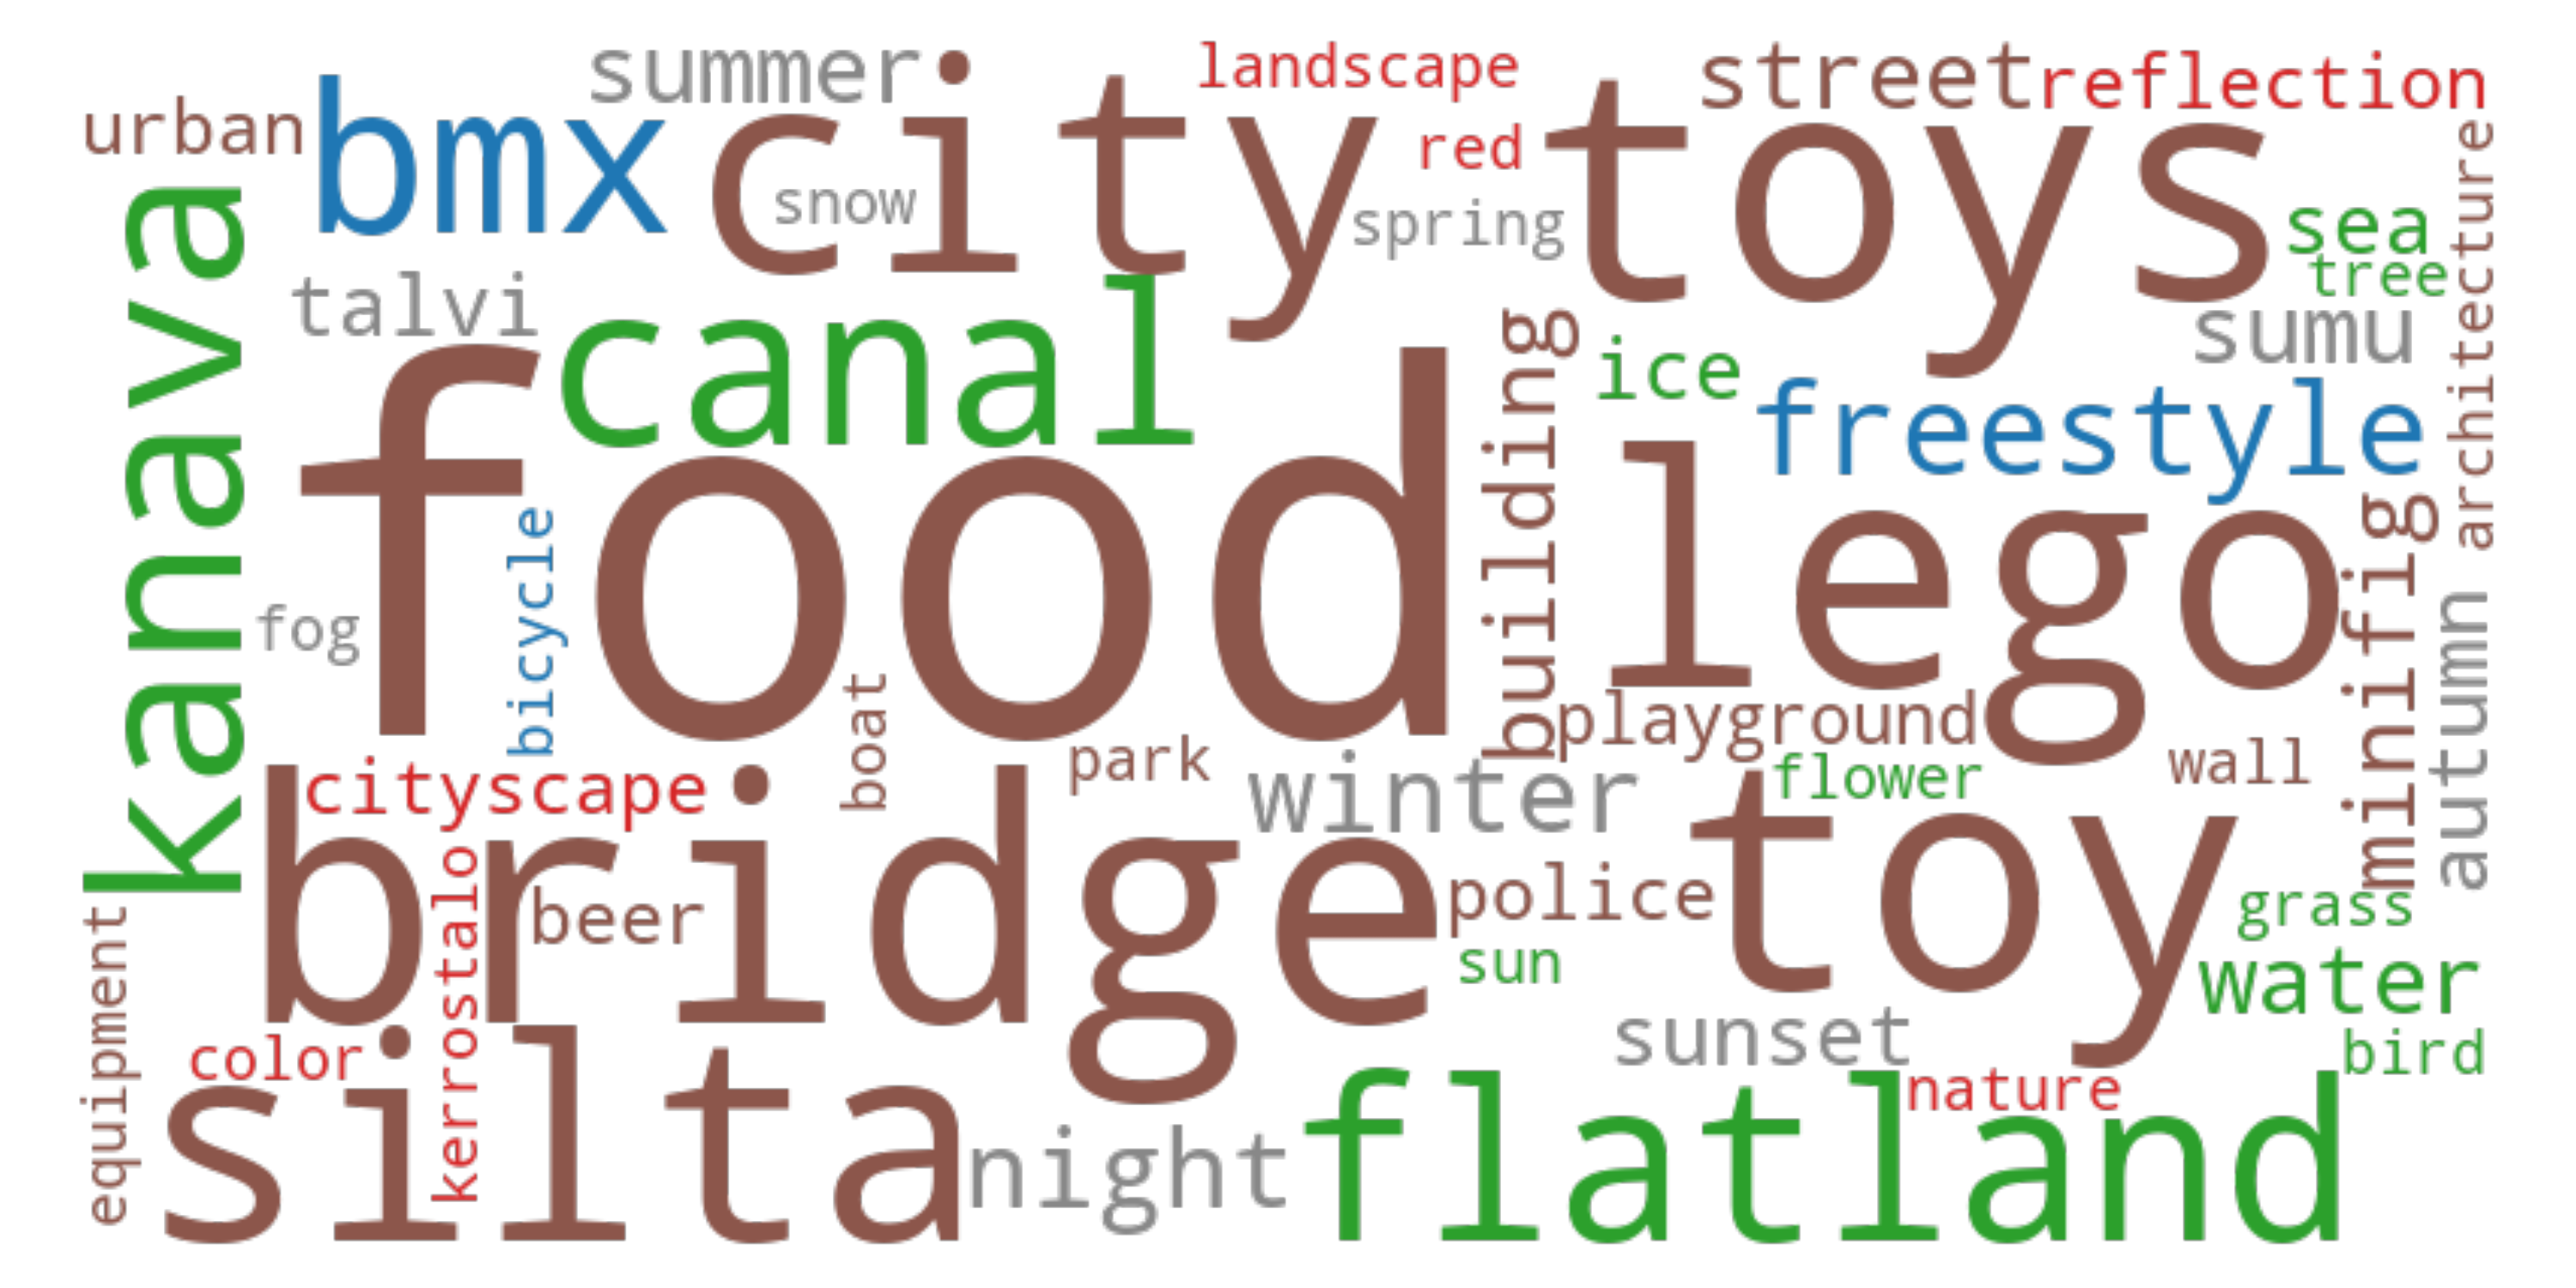 summer
landscape
street
reflection
urban
bmx
city
red
toys
snow
spring
sea
tree
architecture
kanava
talvi
canal
building
ice
sumu
freestyle
food
lego
minifig
bicycle
fog
autumn
boat
park
playground
cityscape
winter
flower
wall
bridge
toy
kerrostalo
beer
police
grass
sun
water
equipment
color
sunset
bird
silta
night
flatland
nature